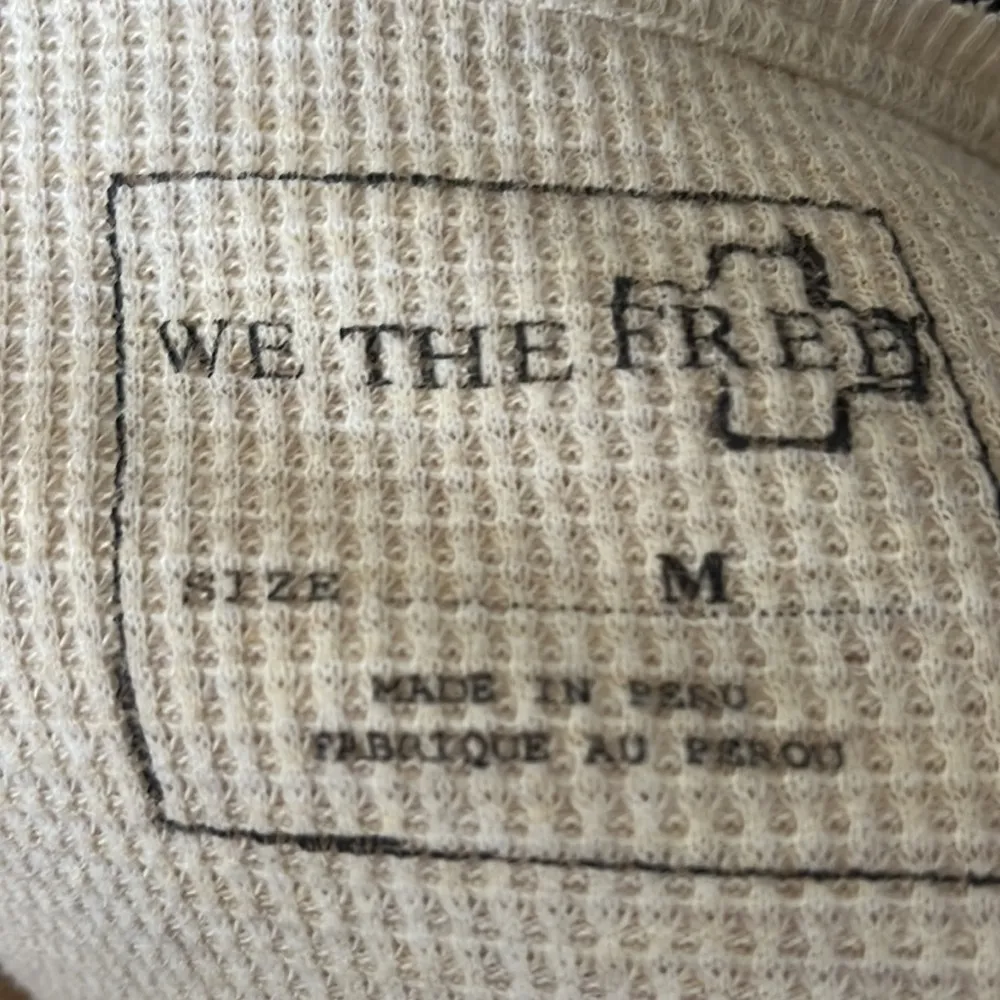 WE THE FREE
SIZE M
MADE IN PERU
FABRIQUE AU PEROU